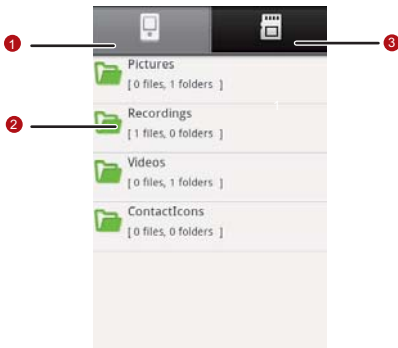 1
3
Pictures
[ 0 files, 1 folders ]
2
Recordings
[ 1 files, 0 folders ]
Videos
[ 0 files, 1 folders ]
ContactIcons
[ 0 files, 0 folders ]